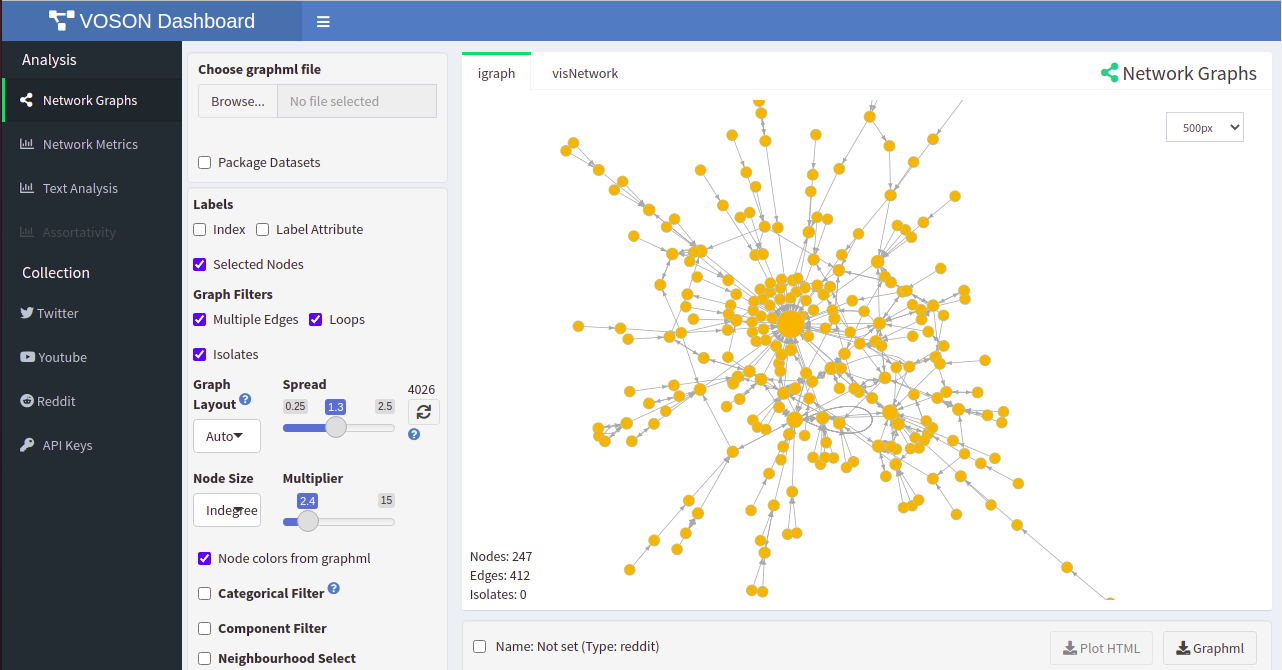 VOSON Dashboard
Analysis
Network Graphs
Network Metrics
Text Analysis
Assortativity
Collection
Twitter
Youtube
Reddit
API Keys
Choose graphml file
Browse... No file selected
Package Datasets
Labels
Index Label Attribute
Selected Nodes
Graph Filters
Multiple Edges Loops
Isolates
Graph Layout ?
Auto
Spread
0.25 1.3 2.5
4026
?
Node Size
Indegree
Multiplier
2.4 15
Node colors from graphml
Categorical Filter ?
Component Filter
Neighbourhood Select
igraph visNetwork
Network Graphs
500px
Nodes: 247
Edges: 412
Isolates: 0
Name: Not set (Type: reddit)
Plot HTML
Graphml